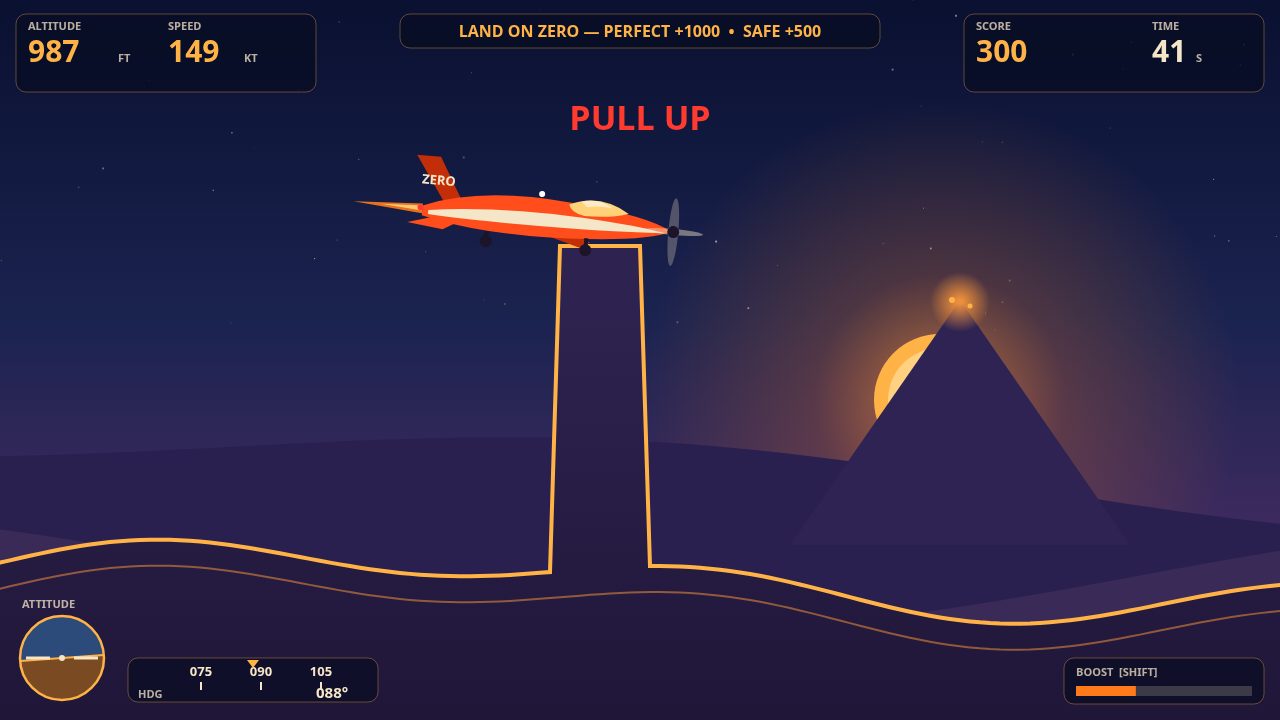 ALTITUDE SPEED
987 FT 149 KT
LAND ON ZERO — PERFECT +1000 • SAFE +500
SCORE TIME
300 41 S
PULL UP
ZERO
ATTITUDE
075 090 105
HDG 088°
BOOST [SHIFT]